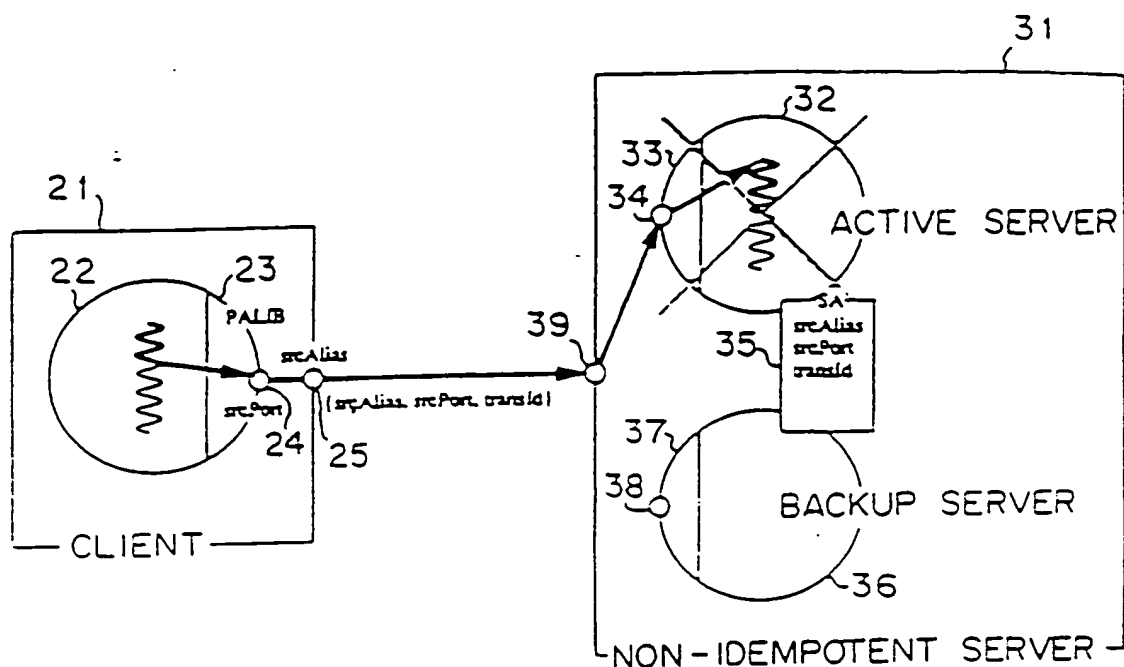 31
32
33
34
ACTIVE SERVER
21
22
23
PALIB
39
SA
srcAlias
srcPort
transId
35
srcAlias
srcPort
24
25
(srcAlias, srcPort, transId)
37
38
BACKUP SERVER
36
CLIENT
NON-IDEMPOTENT SERVER